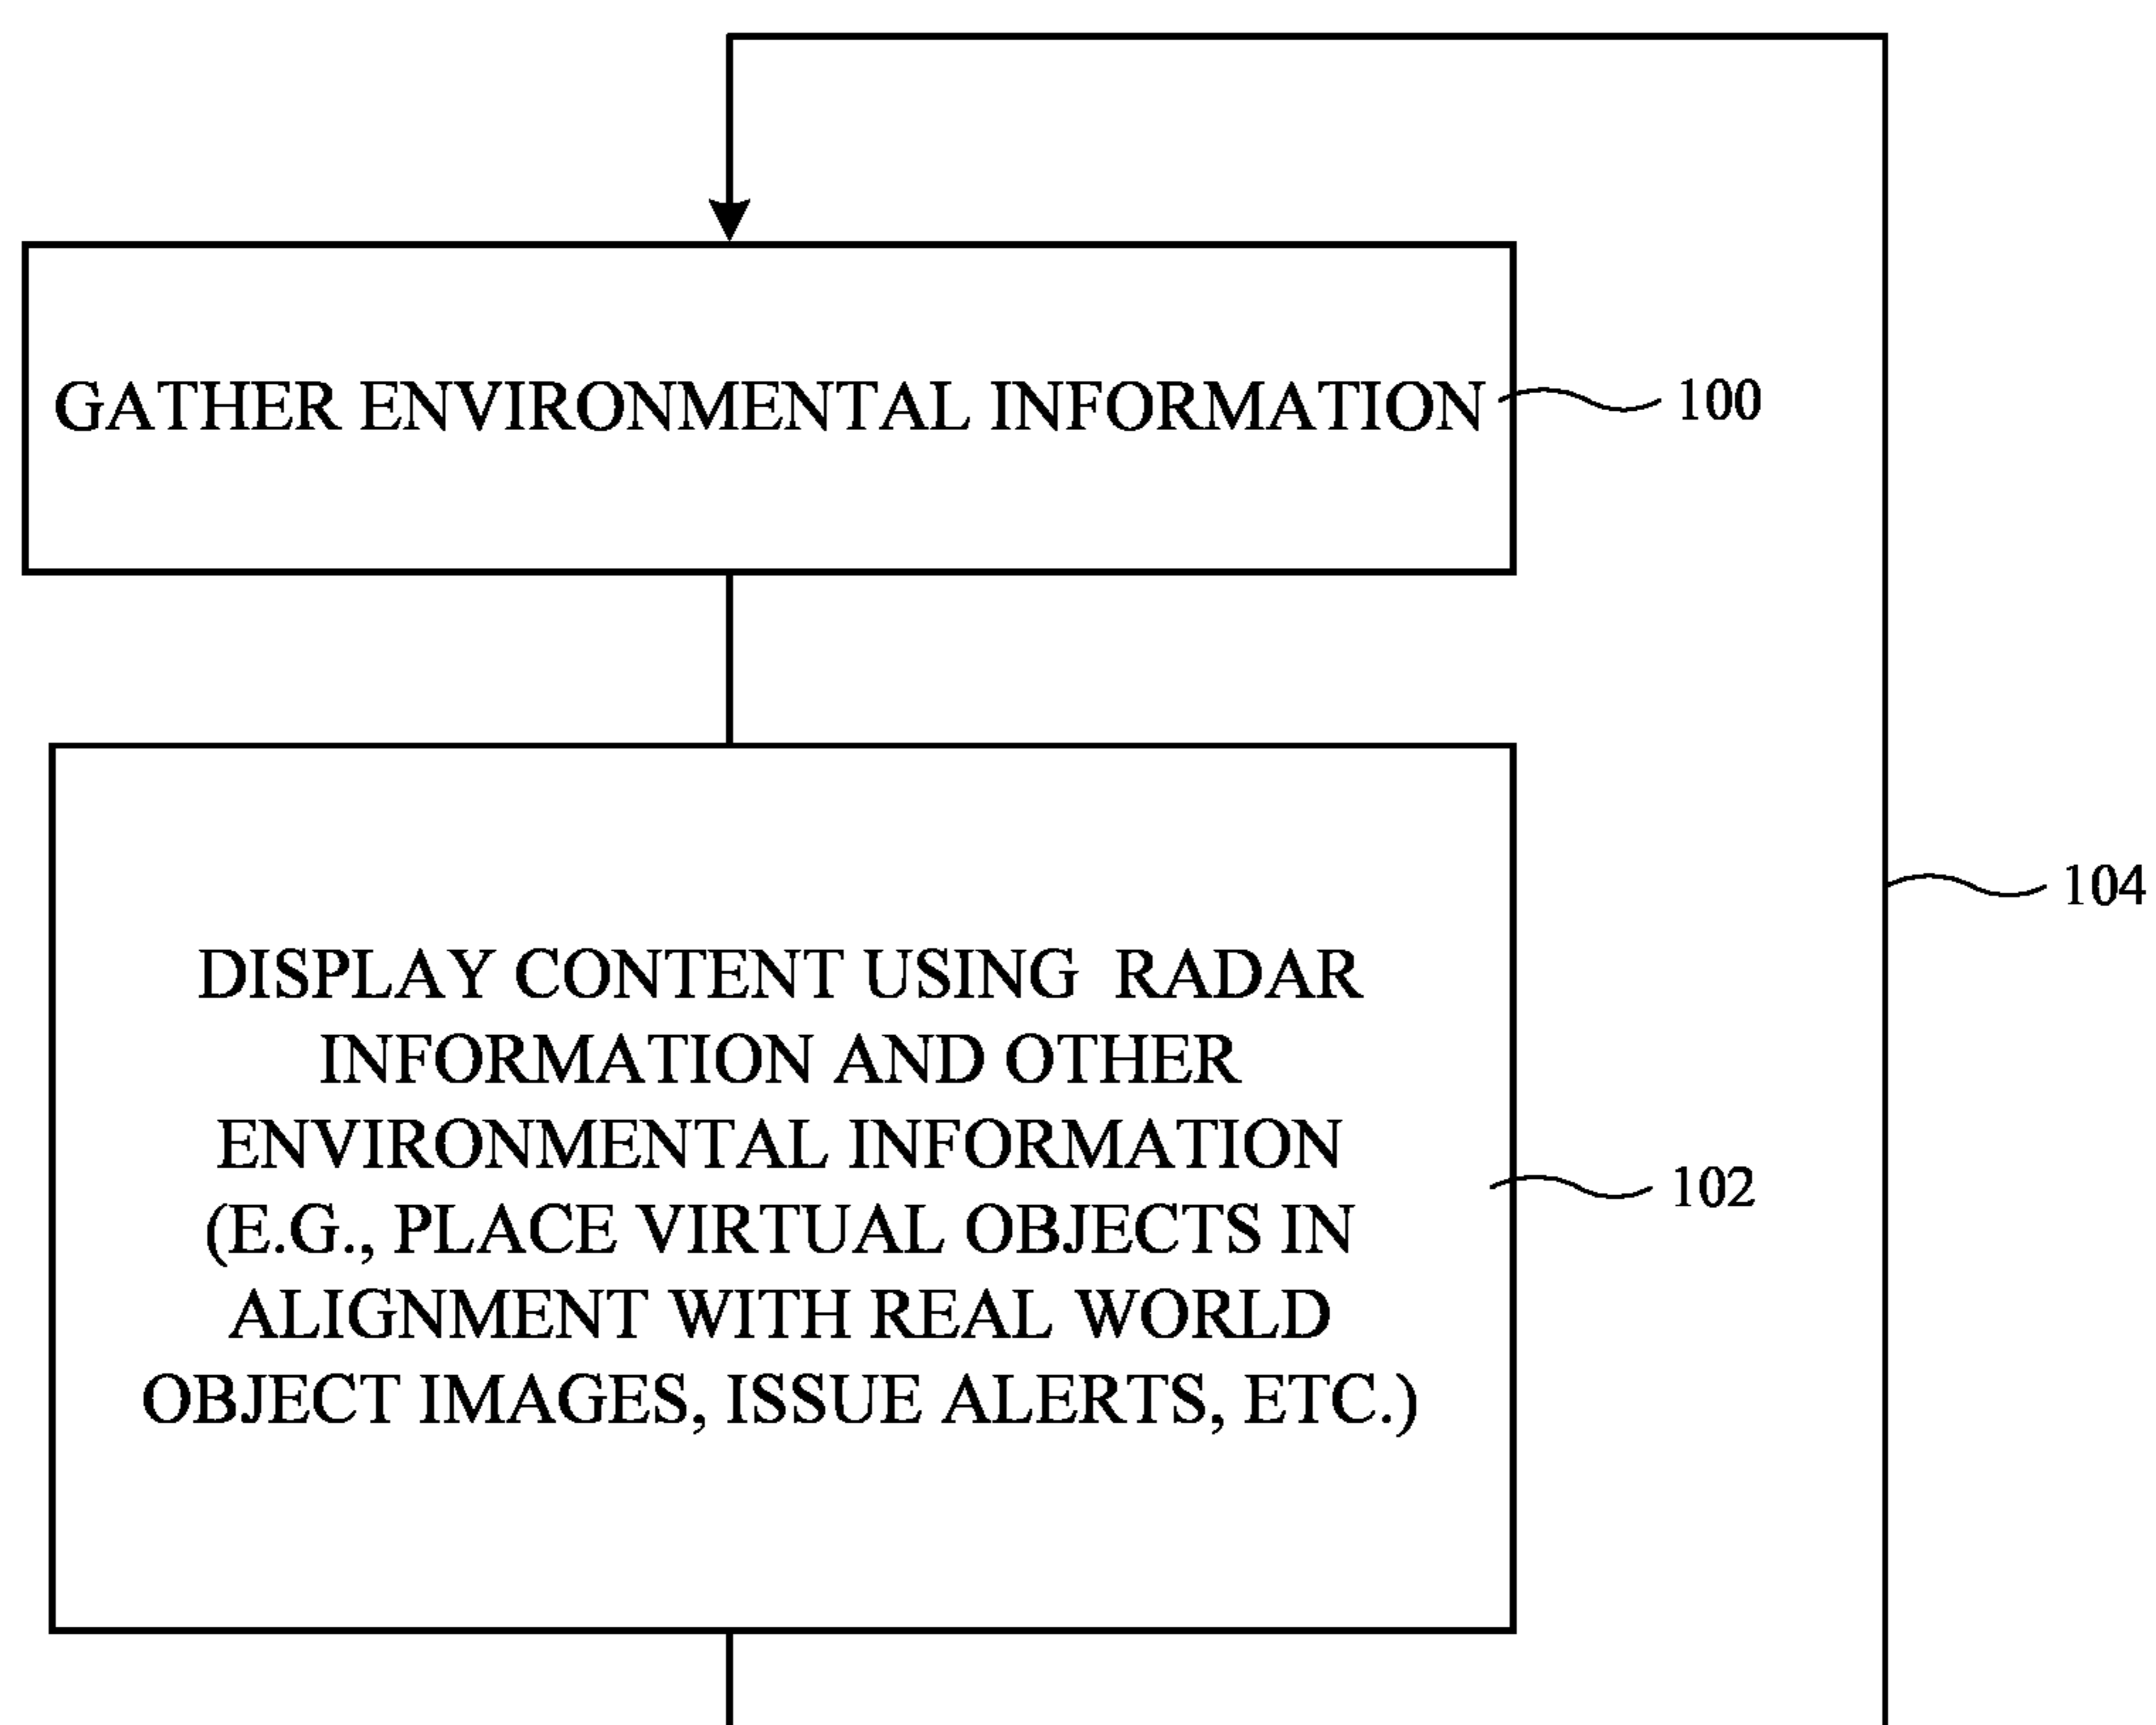 GATHER ENVIRONMENTAL INFORMATION
100
104
DISPLAY CONTENT USING RADAR
INFORMATION AND OTHER
ENVIRONMENTAL INFORMATION
(E.G., PLACE VIRTUAL OBJECTS IN
ALIGNMENT WITH REAL WORLD
OBJECT IMAGES, ISSUE ALERTS, ETC.)
102